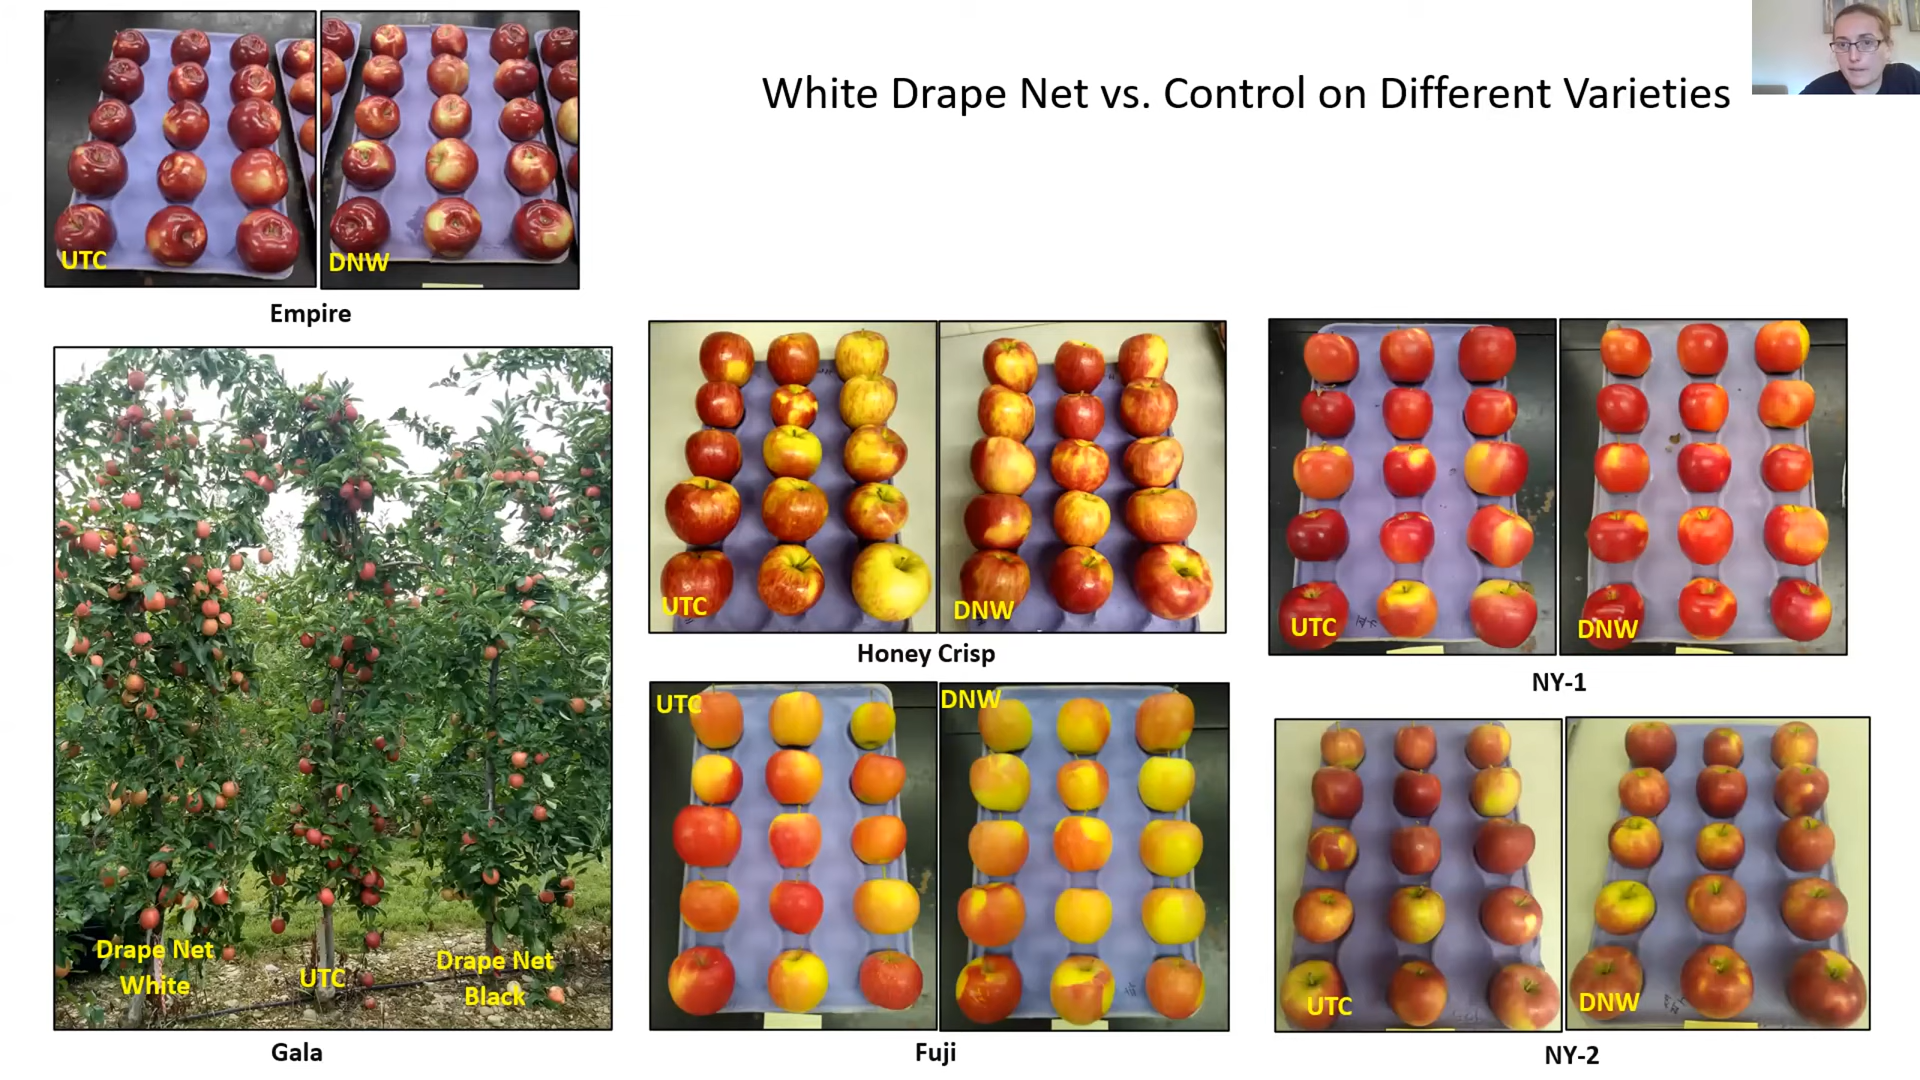 White Drape Net vs. Control on Different Varieties
UTC
DNW
Empire
Drape Net
White
UTC
Drape Net
Black
Gala
UTC
DNW
Honey Crisp
UTC
DNW
Fuji
UTC
DNW
NY-1
UTC
DNW
NY-2